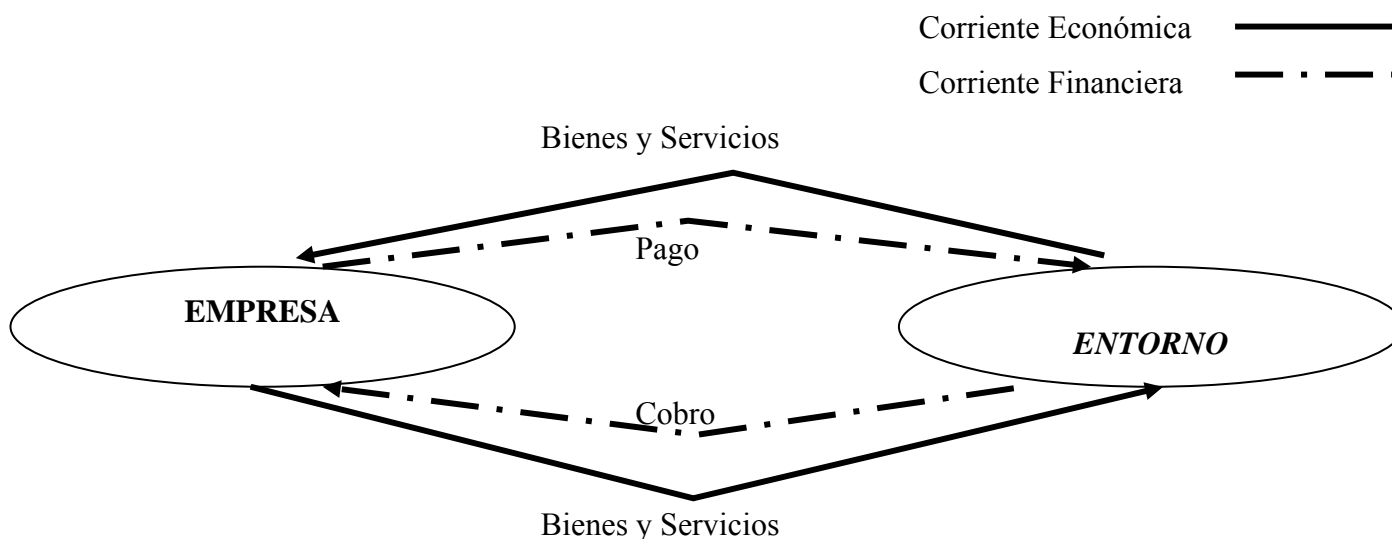 Corriente Económica
Corriente Financiera
Bienes y Servicios
Pago
EMPRESA
ENTORNO
Cobro
Bienes y Servicios